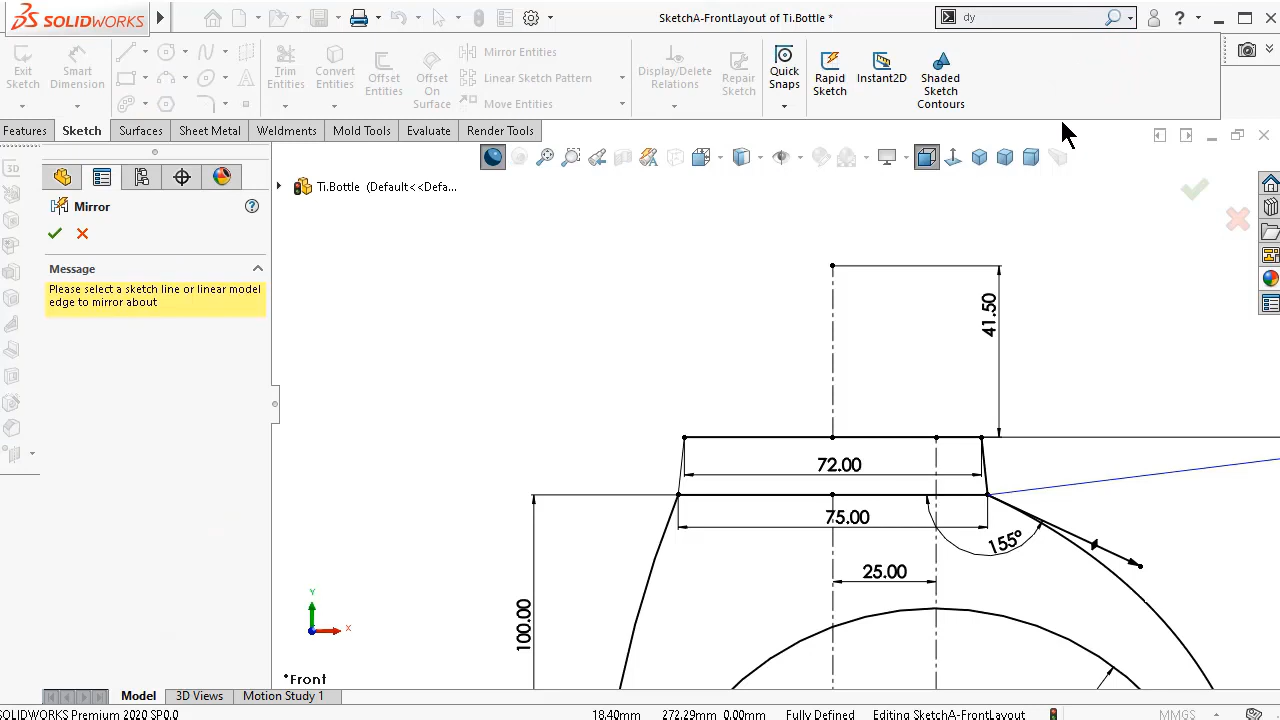 SOLIDWORKS
SketchA-FrontLayout of Ti.Bottle *
dy
?
Exit Sketch
Smart Dimension
Trim Entities
Convert Entities
Offset Entities
Offset On Surface
Mirror Entities
Linear Sketch Pattern
Move Entities
Display/Delete Relations
Repair Sketch
Quick Snaps
Rapid Sketch
Instant2D
Shaded Sketch Contours
Features Sketch Surfaces Sheet Metal Weldments Mold Tools Evaluate Render Tools
Mirror
Message
Please select a sketch line or linear model
edge to mirror about
Ti.Bottle (Default<<Defa...
41.50
72.00
75.00
155°
25.00
100.00
Y
X
*Front
Model 3D Views Motion Study 1
SOLIDWORKS Premium 2020 SP0.0 18.40mm 272.29mm 0.00mm Fully Defined Editing SketchA-FrontLayout MMGS